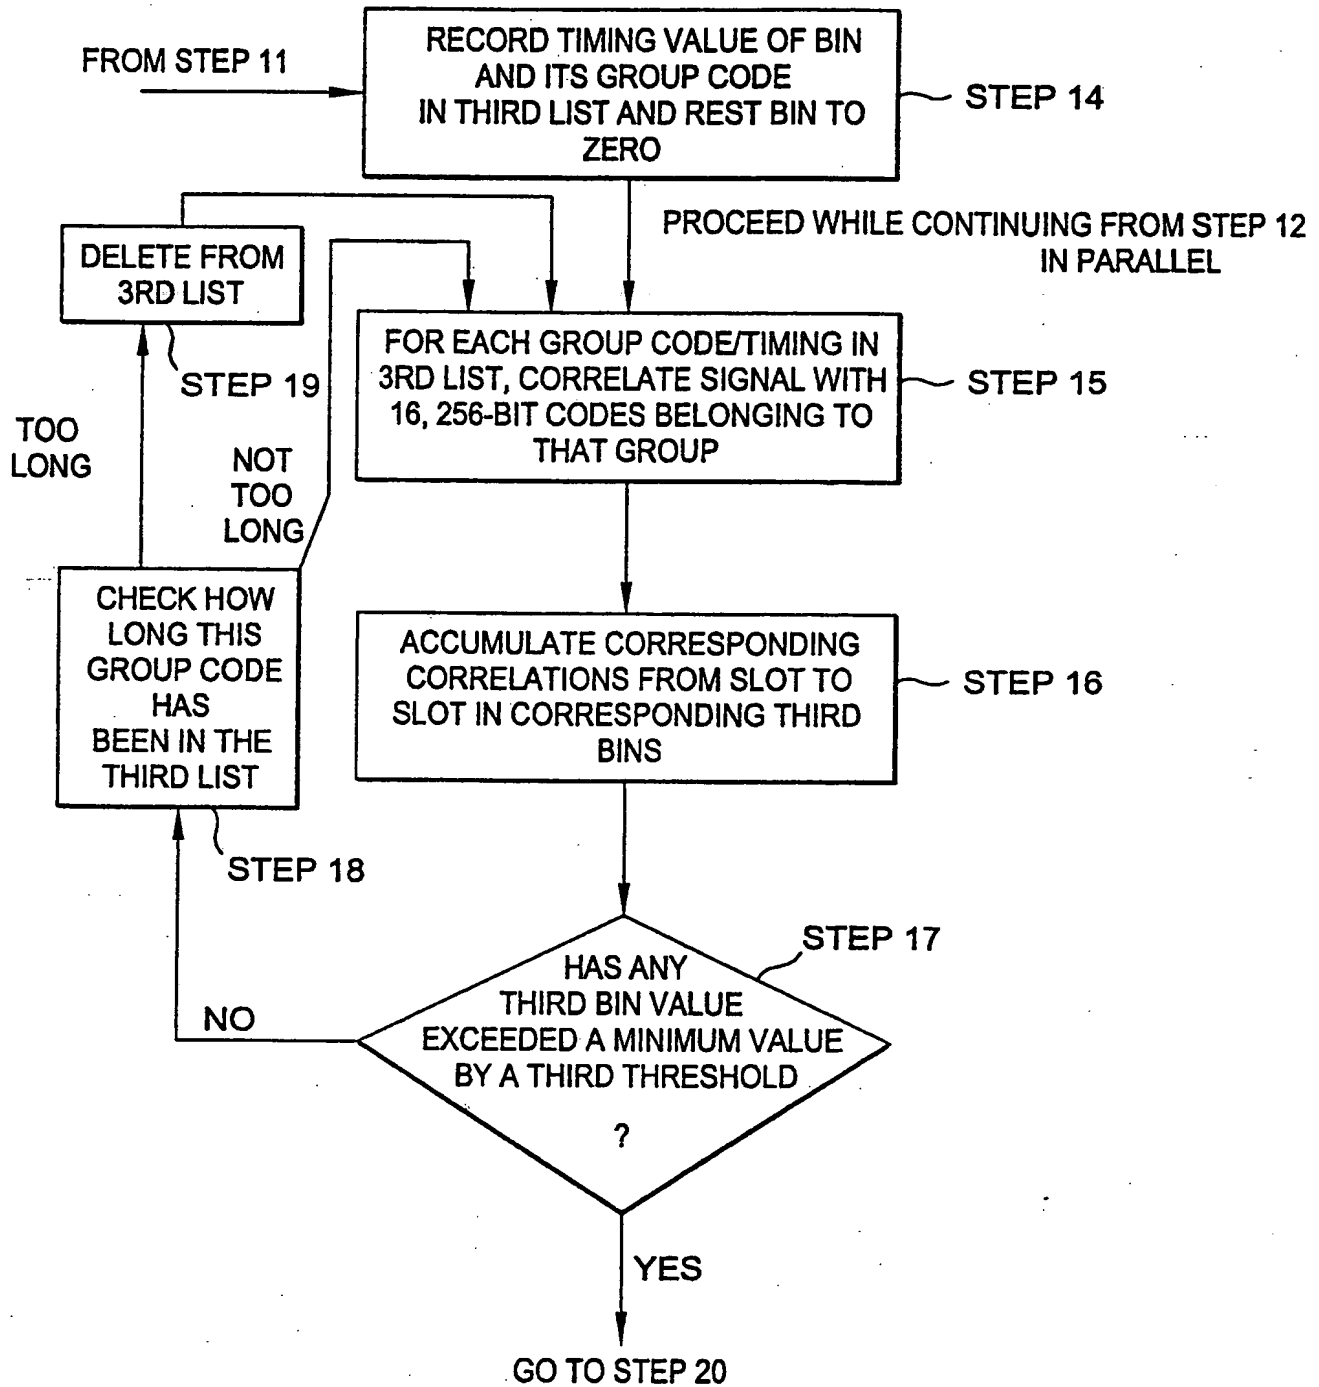 FROM STEP 11
RECORD TIMING VALUE OF BIN
AND ITS GROUP CODE
IN THIRD LIST AND REST BIN TO
ZERO
STEP 14
PROCEED WHILE CONTINUING FROM STEP 12
IN PARALLEL
DELETE FROM
3RD LIST
STEP 19
FOR EACH GROUP CODE/TIMING IN
3RD LIST, CORRELATE SIGNAL WITH
16, 256-BIT CODES BELONGING TO
THAT GROUP
STEP 15
TOO
LONG
NOT
TOO
LONG
CHECK HOW
LONG THIS
GROUP CODE
HAS
BEEN IN THE
THIRD LIST
STEP 18
ACCUMULATE CORRESPONDING
CORRELATIONS FROM SLOT TO
SLOT IN CORRESPONDING THIRD
BINS
STEP 16
STEP 17
HAS ANY
THIRD BIN VALUE
EXCEEDED A MINIMUM VALUE
BY A THIRD THRESHOLD
?
NO
YES
GO TO STEP 20